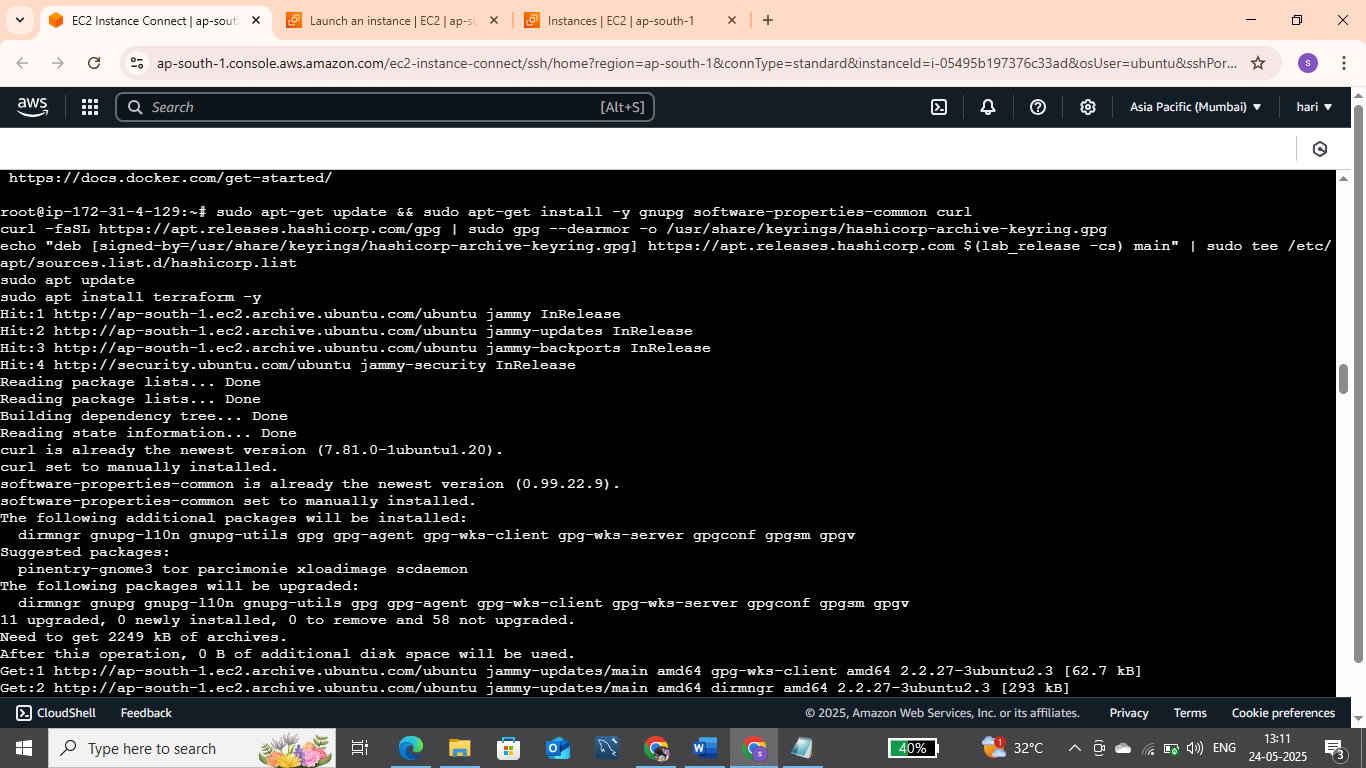 EC2 Instance Connect | ap-sout
Launch an instance | EC2 | ap-so
Instances | EC2 | ap-south-1
ap-south-1.console.aws.amazon.com/ec2-instance-connect/ssh/home?region=ap-south-1&connType=standard&instanceId=i-05495b197376c33ad&osUser=ubuntu&sshPor...
s
aws
Search
[Alt+S]
Asia Pacific (Mumbai)
hari
https://docs.docker.com/get-started/
root@ip-172-31-4-129:~# sudo apt-get update && sudo apt-get install -y gnupg software-properties-common curl
curl -fsSL https://apt.releases.hashicorp.com/gpg | sudo gpg --dearmor -o /usr/share/keyrings/hashicorp-archive-keyring.gpg
echo "deb [signed-by=/usr/share/keyrings/hashicorp-archive-keyring.gpg] https://apt.releases.hashicorp.com $(lsb_release -cs) main" | sudo tee /etc/
apt/sources.list.d/hashicorp.list
sudo apt update
sudo apt install terraform -y
Hit:1 http://ap-south-1.ec2.archive.ubuntu.com/ubuntu jammy InRelease
Hit:2 http://ap-south-1.ec2.archive.ubuntu.com/ubuntu jammy-updates InRelease
Hit:3 http://ap-south-1.ec2.archive.ubuntu.com/ubuntu jammy-backports InRelease
Hit:4 http://security.ubuntu.com/ubuntu jammy-security InRelease
Reading package lists... Done
Reading package lists... Done
Building dependency tree... Done
Reading state information... Done
curl is already the newest version (7.81.0-1ubuntu1.20).
curl set to manually installed.
software-properties-common is already the newest version (0.99.22.9).
software-properties-common set to manually installed.
The following additional packages will be installed:
dirmngr gnupg-l10n gnupg-utils gpg gpg-agent gpg-wks-client gpg-wks-server gpgconf gpgsm gpgv
Suggested packages:
pinentry-gnome3 tor parcimonie xloadimage scdaemon
The following packages will be upgraded:
dirmngr gnupg gnupg-l10n gnupg-utils gpg gpg-agent gpg-wks-client gpg-wks-server gpgconf gpgsm gpgv
11 upgraded, 0 newly installed, 0 to remove and 58 not upgraded.
Need to get 2249 kB of archives.
After this operation, 0 B of additional disk space will be used.
Get:1 http://ap-south-1.ec2.archive.ubuntu.com/ubuntu jammy-updates/main amd64 gpg-wks-client amd64 2.2.27-3ubuntu2.3 [62.7 kB]
Get:2 http://ap-south-1.ec2.archive.ubuntu.com/ubuntu jammy-updates/main amd64 dirmngr amd64 2.2.27-3ubuntu2.3 [293 kB]
CloudShell
Feedback
© 2025, Amazon Web Services, Inc. or its affiliates.
Privacy
Terms
Cookie preferences
Type here to search
40%
32°C
ENG
13:11
24-05-2025
3